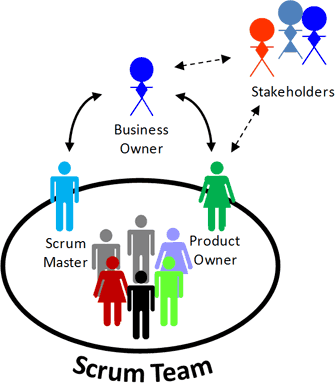 Stakeholders
Business
Owner
Scrum
Master
Product
Owner
Scrum Team